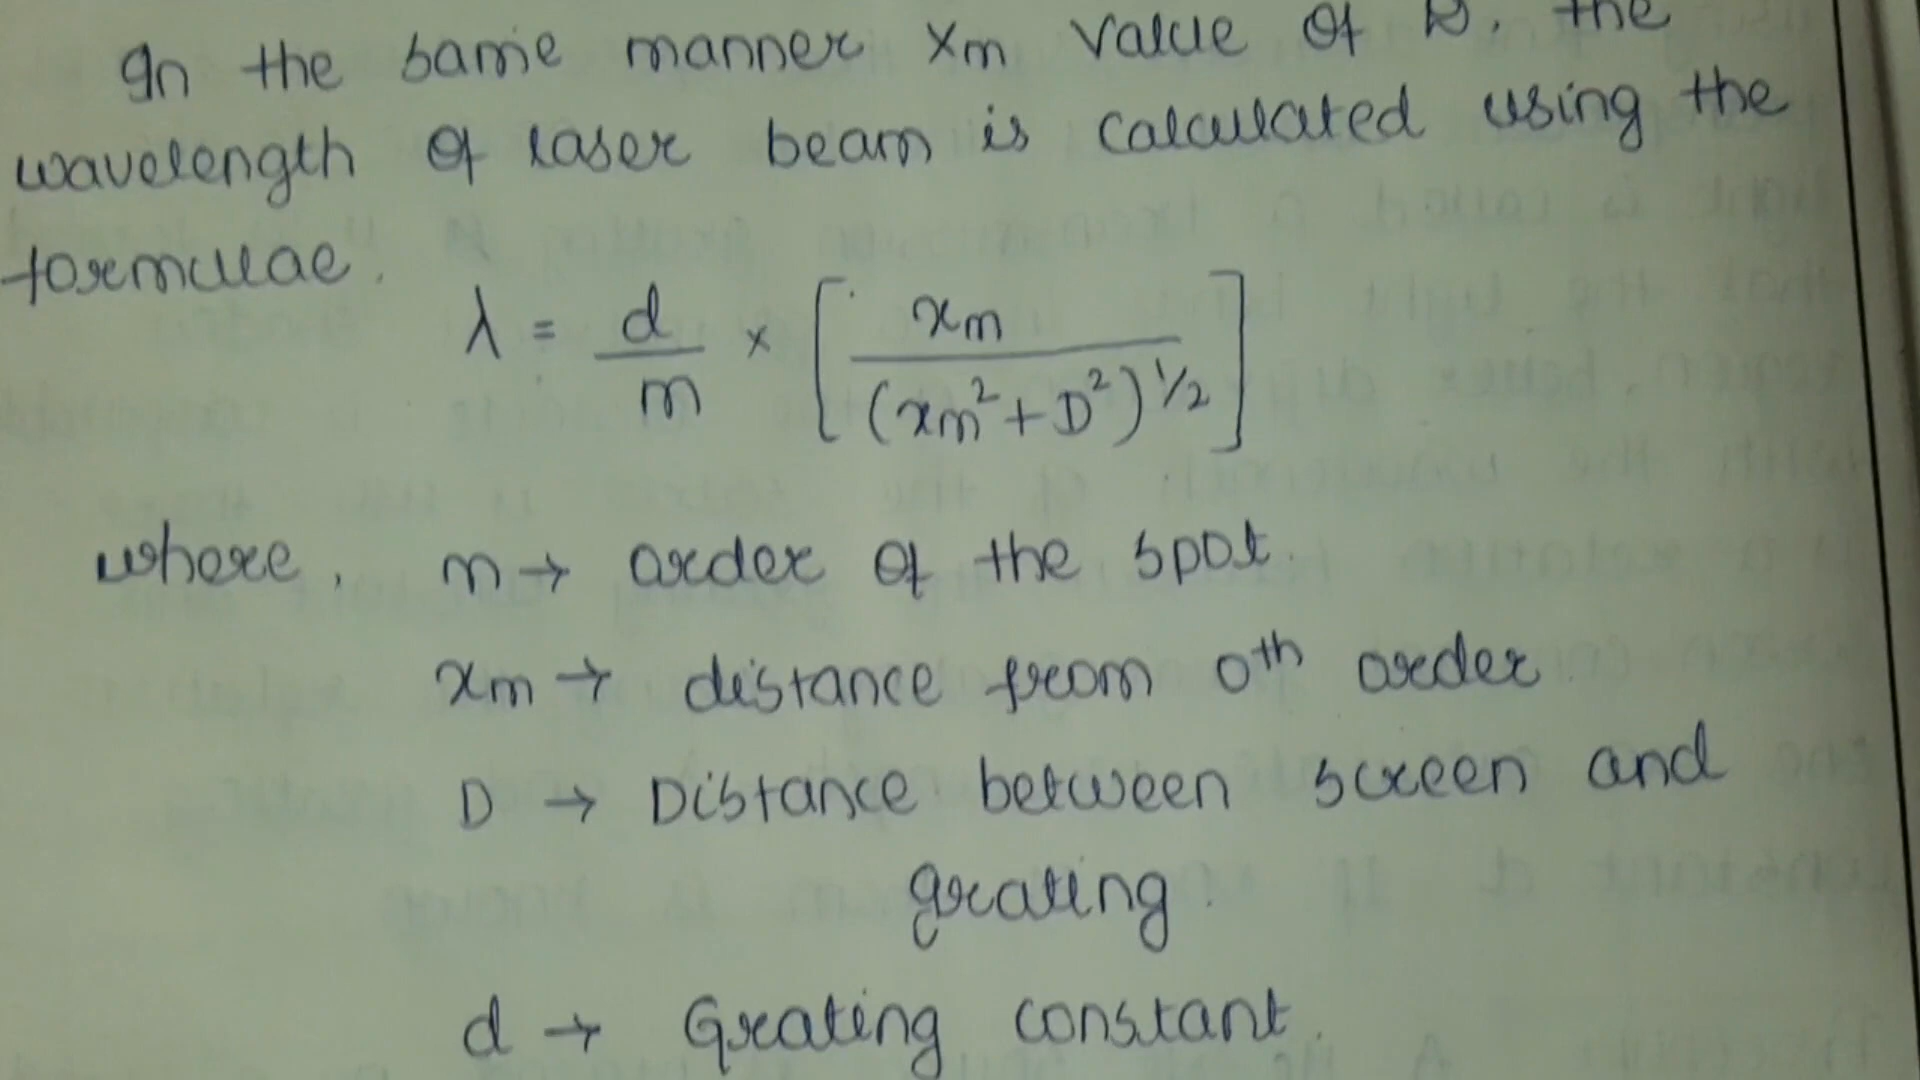 In the same manner xm value of D. the
wavelength of laser beam is calculated using the
formulae.
λ = d/m × [xm/(xm²+D²)^½]
where, m → order of the spot.
xm → distance from 0th order
D → Distance between screen and
grating.
d → Grating constant.